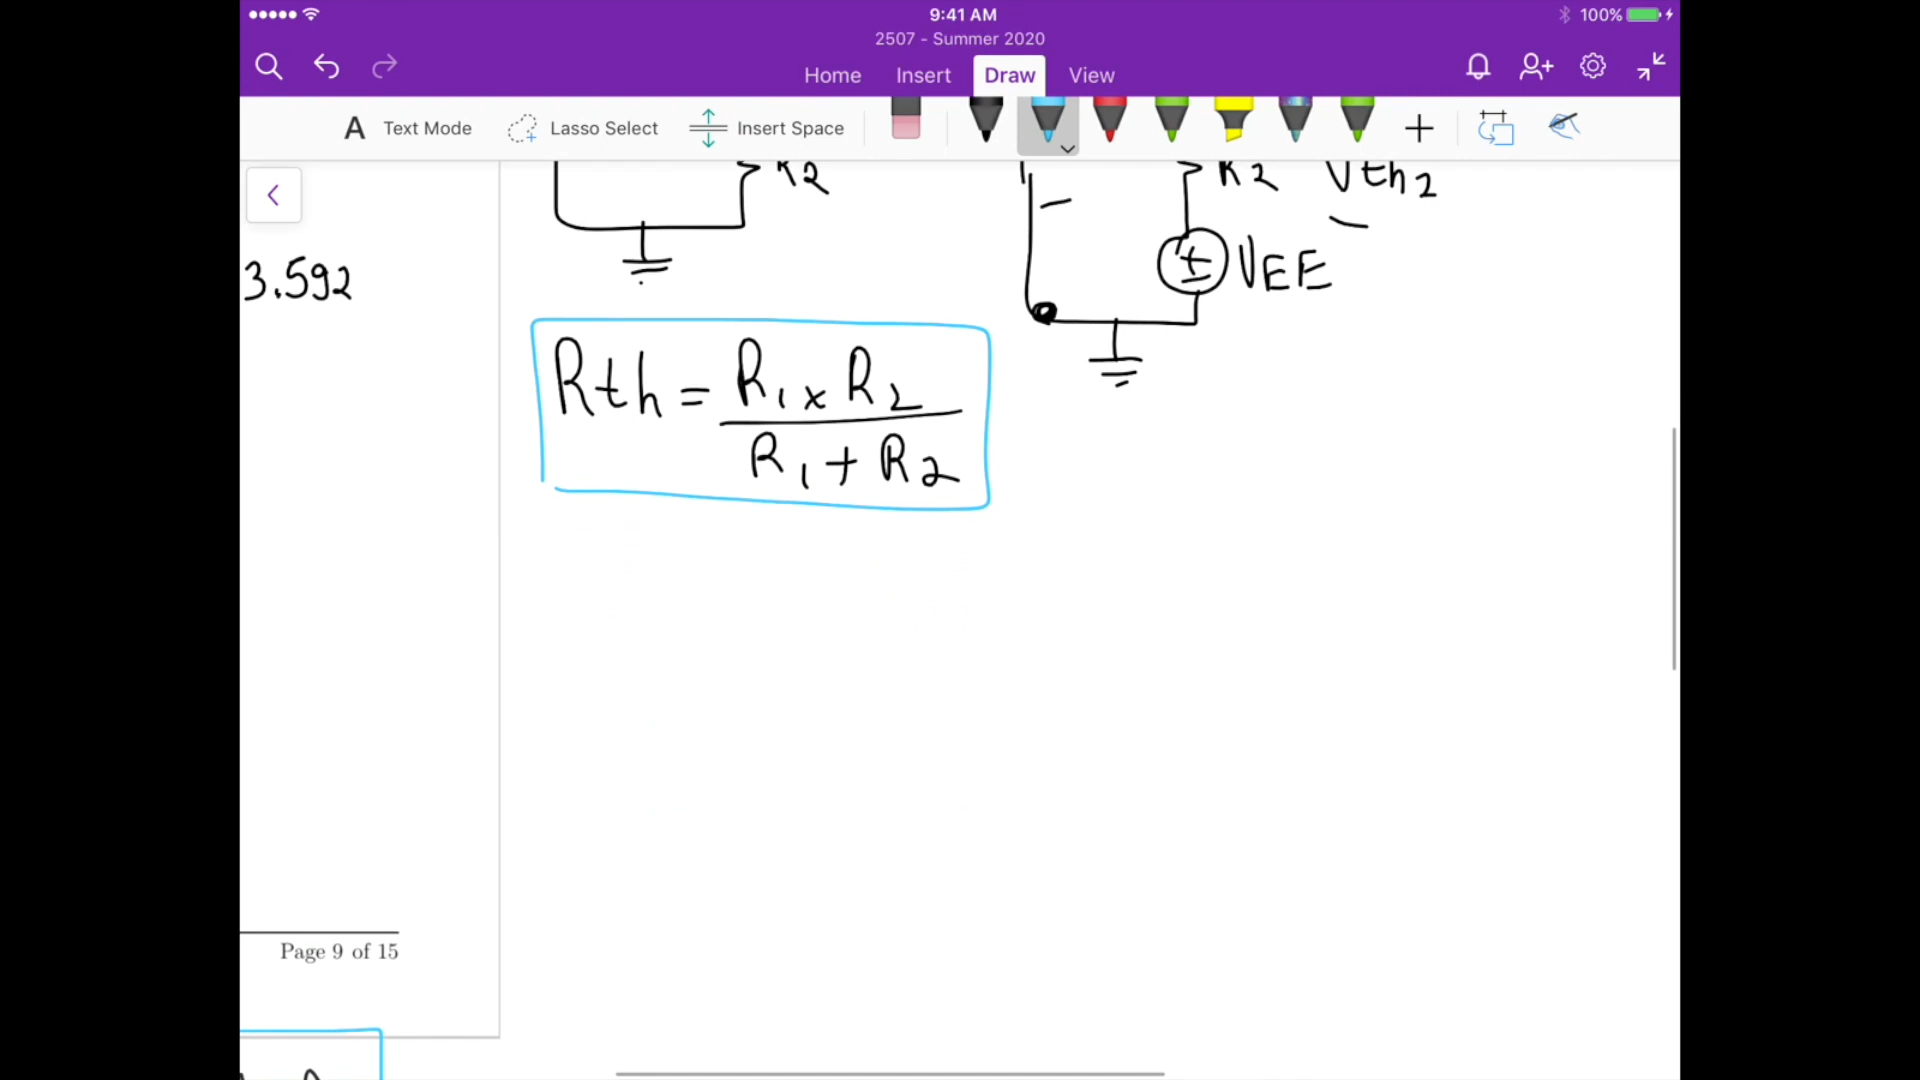 9:41 AM
100%
2507 - Summer 2020
Home Insert Draw View
A Text Mode Lasso Select Insert Space
R2
R2 Vth2
3.592
VEE
Rth = R1 x R2
R1 + R2
Page 9 of 15